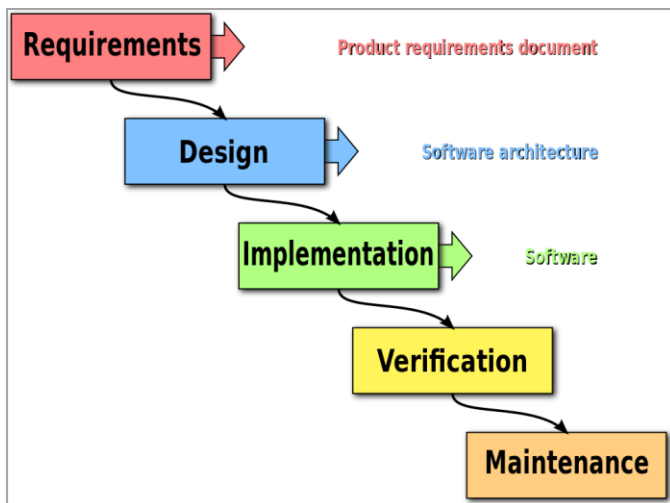 Requirements
Product requirements document
Design
Software architecture
Implementation
Software
Verification
Maintenance